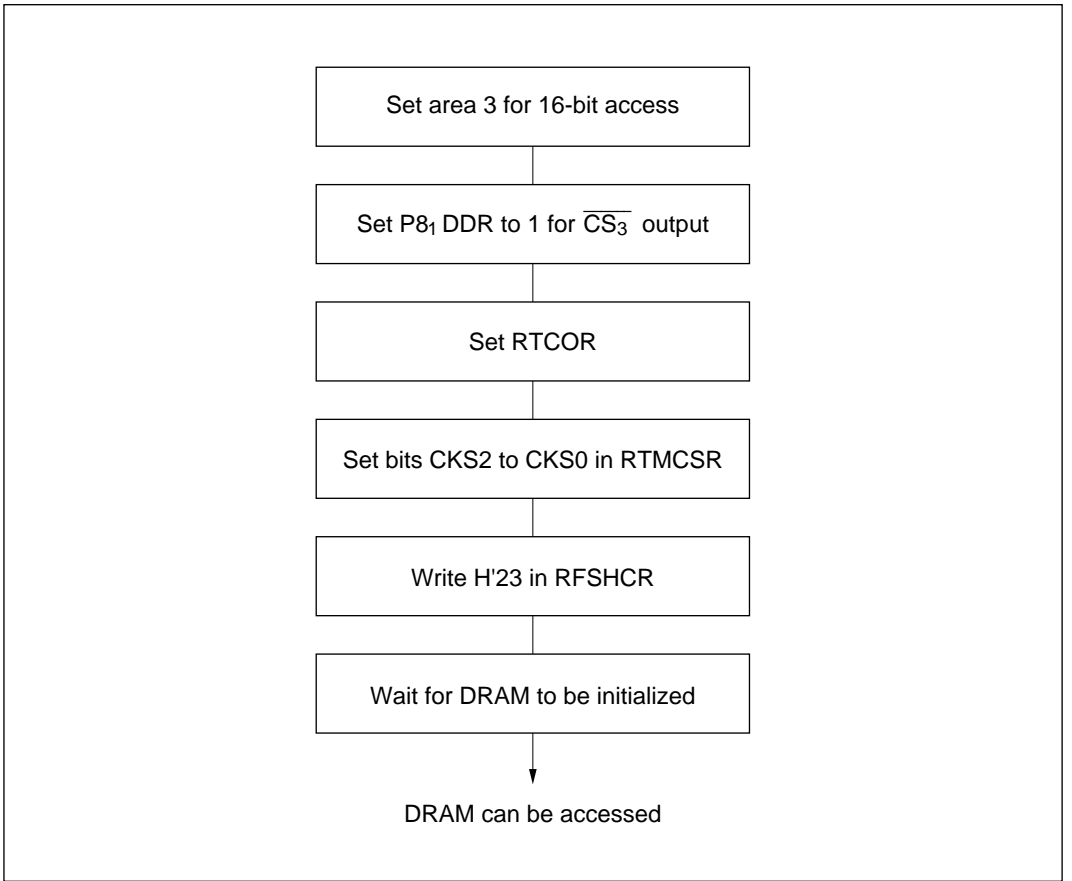 Set area 3 for 16-bit access
Set P8₁ DDR to 1 for C̅S̅₃̅ output
Set RTCOR
Set bits CKS2 to CKS0 in RTMCSR
Write H'23 in RFSHCR
Wait for DRAM to be initialized
DRAM can be accessed